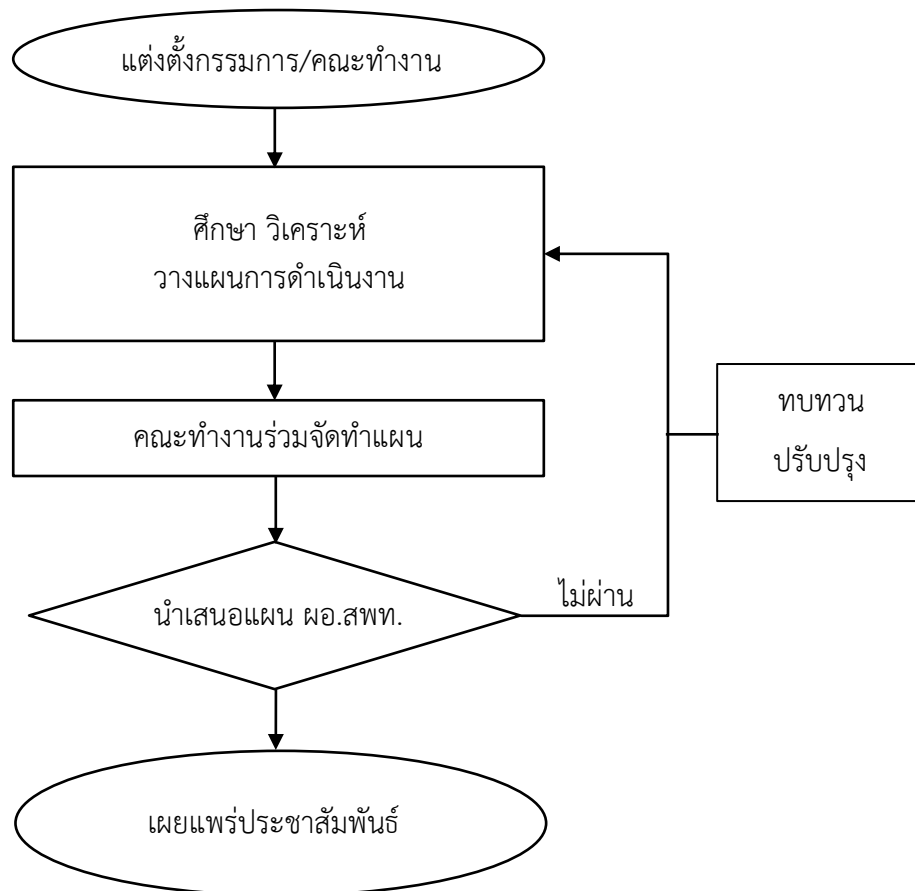 แต่งตั้งกรรมการ/คณะทำงาน
ศึกษา วิเคราะห์
วางแผนการดำเนินงาน
คณะทำงานร่วมจัดทำแผน
ทบทวน
ปรับปรุง
นำเสนอแผน ผอ.สพท.
ไม่ผ่าน
เผยแพร่ประชาสัมพันธ์